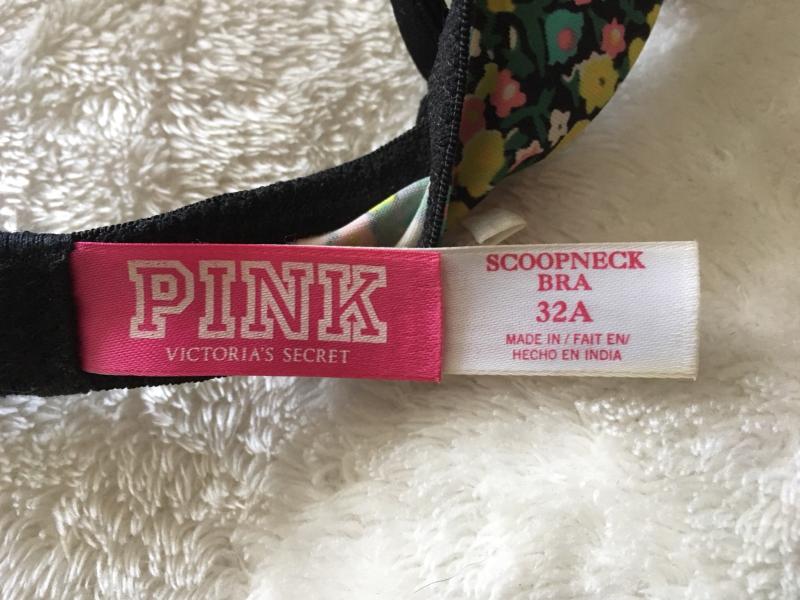 PINK
VICTORIA'S SECRET
SCOOPNECK
BRA
32A
MADE IN / FAIT EN/
HECHO EN INDIA